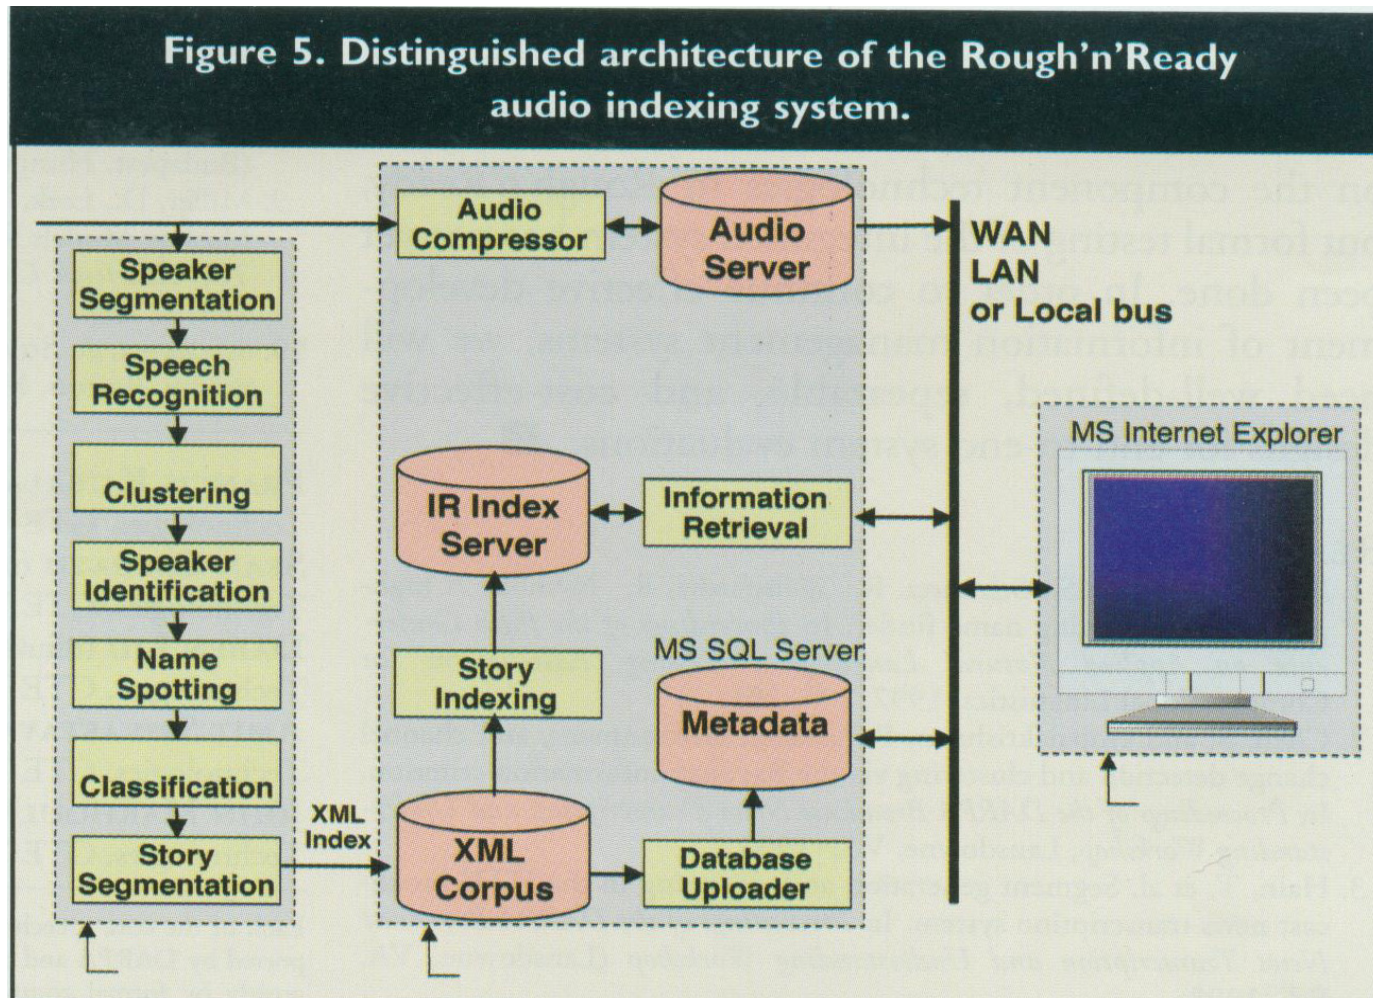 Figure 5. Distinguished architecture of the Rough'n'Ready
audio indexing system.
Audio
Compressor
Audio
Server
WAN
LAN
or Local bus
Speaker
Segmentation
Speech
Recognition
Clustering
Speaker
Identification
Name
Spotting
Classification
Story
Segmentation
XML
Index
IR Index
Server
Information
Retrieval
Story
Indexing
MS SQL Server
Metadata
XML
Corpus
Database
Uploader
MS Internet Explorer